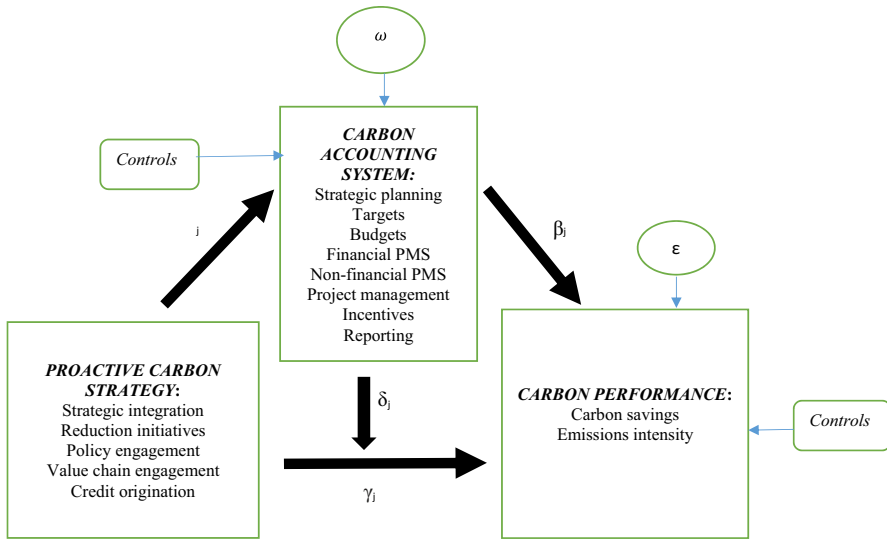 ω
CARBON
ACCOUNTING
SYSTEM:
Strategic planning
Targets
Budgets
Financial PMS
Non-financial PMS
Project management
Incentives
Reporting
Controls
j
βj
ε
PROACTIVE CARBON
STRATEGY:
Strategic integration
Reduction initiatives
Policy engagement
Value chain engagement
Credit origination
δj
γj
CARBON PERFORMANCE:
Carbon savings
Emissions intensity
Controls